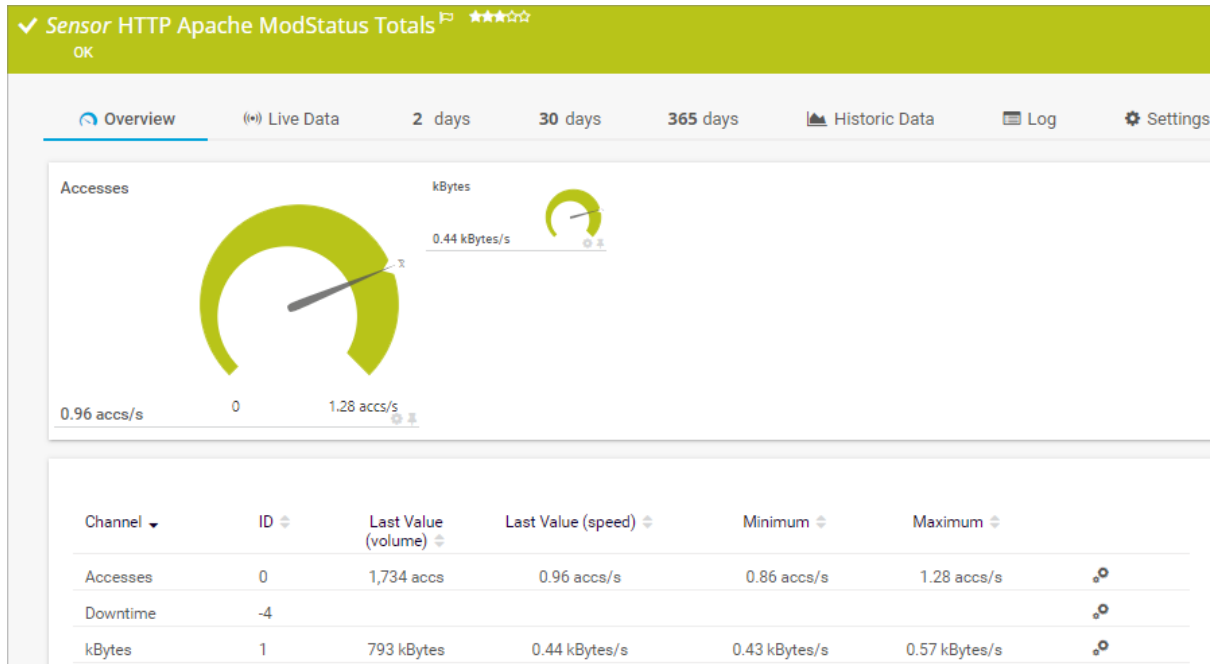 Sensor HTTP Apache ModStatus Totals
OK
Overview Live Data 2 days 30 days 365 days Historic Data Log Settings
Accesses
0.96 accs/s
0 1.28 accs/s
kBytes
0.44 kBytes/s
Channel ID Last Value (volume) Last Value (speed) Minimum Maximum
Accesses 0 1,734 accs 0.96 accs/s 0.86 accs/s 1.28 accs/s
Downtime -4
kBytes 1 793 kBytes 0.44 kBytes/s 0.43 kBytes/s 0.57 kBytes/s